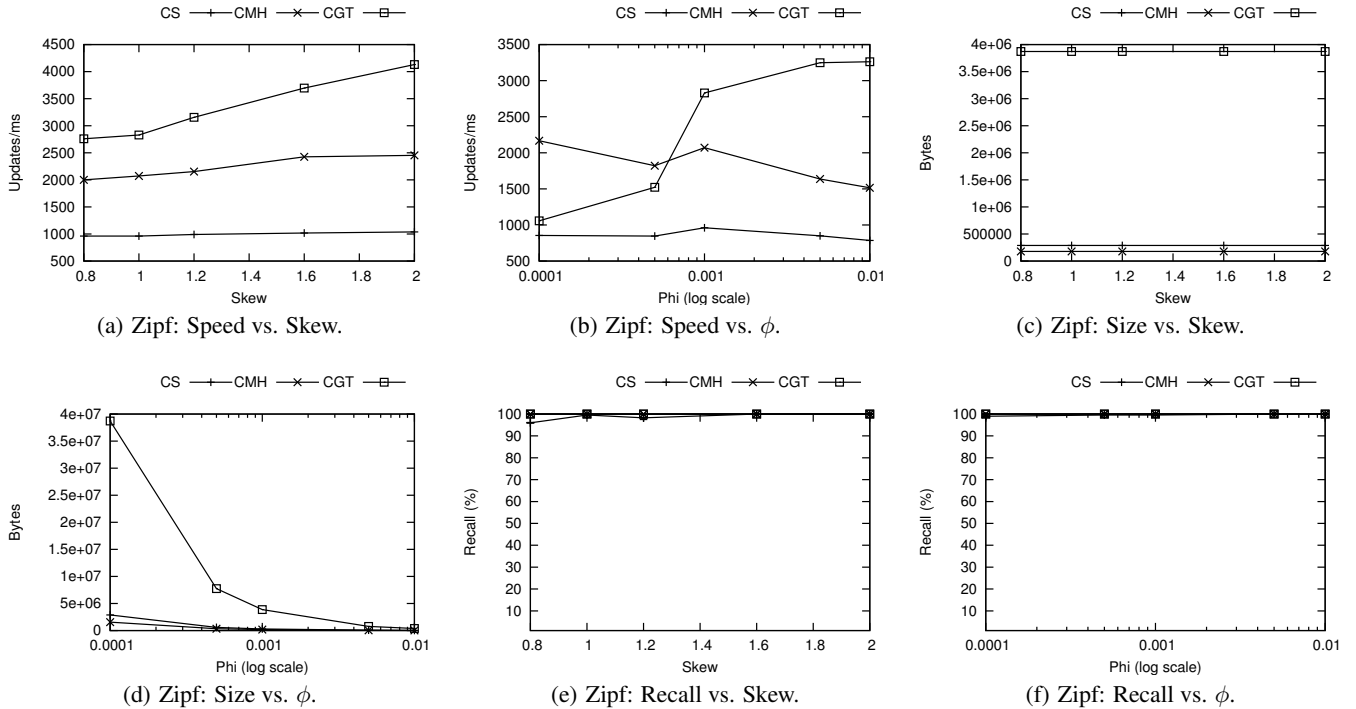 CS CMH CGT
4500
4000
3500
3000
2500
2000
1500
1000
500
0.8 1 1.2 1.4 1.6 1.8 2
Updates/ms
Skew
(a) Zipf: Speed vs. Skew.
CS CMH CGT
3500
3000
2500
2000
1500
1000
500
0.0001 0.001 0.01
Updates/ms
Phi (log scale)
(b) Zipf: Speed vs. ϕ.
CS CMH CGT
4e+06
3.5e+06
3e+06
2.5e+06
2e+06
1.5e+06
1e+06
500000
0
0.8 1 1.2 1.4 1.6 1.8 2
Bytes
Skew
(c) Zipf: Size vs. Skew.
CS CMH CGT
4e+07
3.5e+07
3e+07
2.5e+07
2e+07
1.5e+07
1e+07
5e+06
0
0.0001 0.001 0.01
Bytes
Phi (log scale)
(d) Zipf: Size vs. ϕ.
CS CMH CGT
100
90
80
70
60
50
40
30
20
10
0.8 1 1.2 1.4 1.6 1.8 2
Recall (%)
Skew
(e) Zipf: Recall vs. Skew.
CS CMH CGT
100
90
80
70
60
50
40
30
20
10
0.0001 0.001 0.01
Recall (%)
Phi (log scale)
(f) Zipf: Recall vs. ϕ.